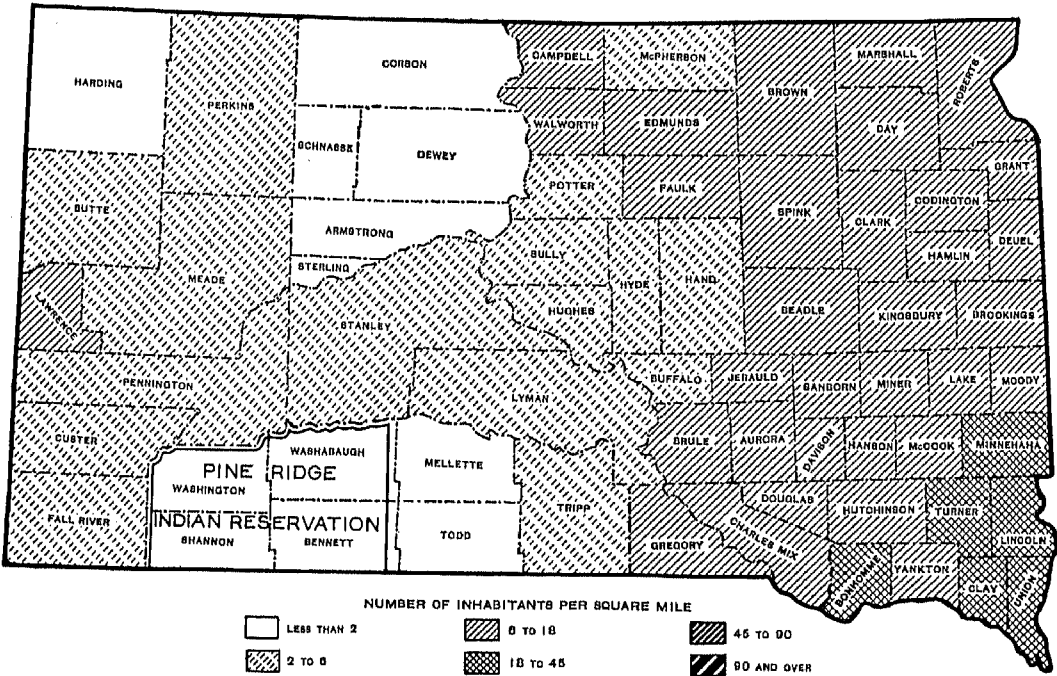 HARDING
PERKINS
CORSON
CAMPBELL
McPHERSON
BROWN
MARSHALL
ROBERTS
SCHNASSE
DEWEY
WALWORTH
EDMUNDS
DAY
GRANT
BUTTE
POTTER
FAULK
SPINK
CLARK
CODINGTON
DEUEL
ARMSTRONG
HAMLIN
MEADE
STERLING
SULLY
HYDE
HAND
LAWRENCE
STANLEY
HUGHES
BEADLE
KINGSBURY
BROOKINGS
PENNINGTON
LYMAN
BUFFALO
JERAULD
SANBORN
MINER
LAKE
MOODY
CUSTER
BRULE
AURORA
DAVISON
HANSON
McCOOK
MINNEHAHA
WASHABAUGH
PINE RIDGE
MELLETTE
WASHINGTON
FALL RIVER
INDIAN RESERVATION
TRIPP
DOUGLAS
HUTCHINSON
TURNER
LINCOLN
SHANNON
BENNETT
TODD
GREGORY
CHARLES MIX
BONHOMME
YANKTON
CLAY
UNION
NUMBER OF INHABITANTS PER SQUARE MILE
LESS THAN 2
6 TO 18
45 TO 90
2 TO 6
18 TO 45
90 AND OVER